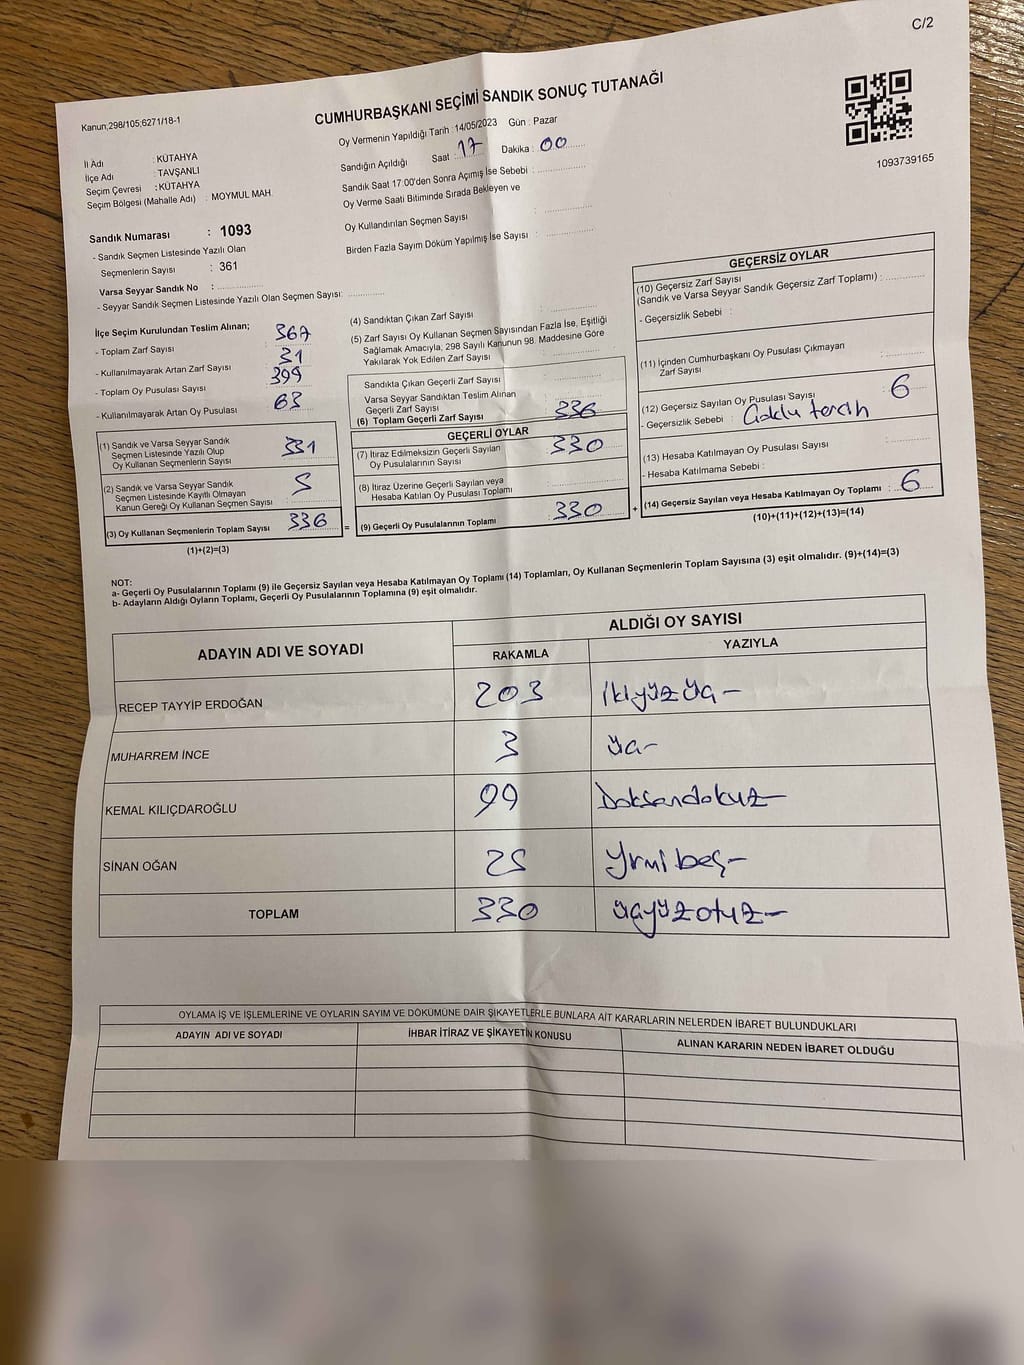 C/2
Kanun,298/105;6271/18-1
CUMHURBAŞKANI SEÇİMİ SANDIK SONUÇ TUTANAĞI
Oy Vermenin Yapıldığı Tarih : 14/05/2023 Gün : Pazar
1093739165
İl Adı : KÜTAHYA
İlçe Adı : TAVŞANLI
Seçim Çevresi : KÜTAHYA
Seçim Bölgesi (Mahalle Adı) : MOYMUL MAH.
Sandığın Açıldığı Saat : 17 Dakika : 00
Sandık Saat 17:00'den Sonra Açımış İse Sebebi :
Oy Verme Saati Bitiminde Sırada Bekleyen ve
Oy Kullandırılan Seçmen Sayısı :
Birden Fazla Sayım Döküm Yapılmış İse Sayısı :
Sandık Numarası : 1093
- Sandık Seçmen Listesinde Yazılı Olan
Seçmenlerin Sayısı : 361
Varsa Seyyar Sandık No :
- Seyyar Sandık Seçmen Listesinde Yazılı Olan Seçmen Sayısı:
İlçe Seçim Kurulundan Teslim Alınan;
- Toplam Zarf Sayısı 367
- Kullanılmayarak Artan Zarf Sayısı 31
- Toplam Oy Pusulası Sayısı 399
- Kullanılmayarak Artan Oy Pusulası 63
(1) Sandık ve Varsa Seyyar Sandık
Seçmen Listesinde Yazılı Olup
Oy Kullanan Seçmenlerin Sayısı 331
(2) Sandık ve Varsa Seyyar Sandık
Seçmen Listesinde Kayıtlı Olmayan
Kanun Gereği Oy Kullanan Seçmen Sayısı 5
(3) Oy Kullanan Seçmenlerin Toplam Sayısı 336 =
(1)+(2)=(3)
(4) Sandıktan Çıkan Zarf Sayısı
(5) Zarf Sayısı Oy Kullanan Seçmen Sayısından Fazla İse, Eşitliği
Sağlamak Amacıyla, 298 Sayılı Kanunun 98. Maddesine Göre
Yakılarak Yok Edilen Zarf Sayısı
Sandıkta Çıkan Geçerli Zarf Sayısı
Varsa Seyyar Sandıktan Teslim Alınan
Geçerli Zarf Sayısı
(6) Toplam Geçerli Zarf Sayısı 336
GEÇERLİ OYLAR
(7) İtiraz Edilmeksizin Geçerli Sayılan
Oy Pusulalarının Sayısı 330
(8) İtiraz Üzerine Geçerli Sayılan veya
Hesaba Katılan Oy Pusulası Toplamı
(9) Geçerli Oy Pusulalarının Toplamı 330 +
GEÇERSİZ OYLAR
(10) Geçersiz Zarf Sayısı
(Sandık ve Varsa Seyyar Sandık Geçersiz Zarf Toplamı) :
- Geçersizlik Sebebi :
(11) İçinden Cumhurbaşkanı Oy Pusulası Çıkmayan
Zarf Sayısı :
(12) Geçersiz Sayılan Oy Pusulası Sayısı : 6
- Geçersizlik Sebebi : Çoklu tercih
(13) Hesaba Katılmayan Oy Pusulası Sayısı :
- Hesaba Katılmama Sebebi :
(14) Geçersiz Sayılan veya Hesaba Katılmayan Oy Toplamı : 6
(10)+(11)+(12)+(13)=(14)
NOT:
a- Geçerli Oy Pusulalarının Toplamı (9) ile Geçersiz Sayılan veya Hesaba Katılmayan Oy Toplamı (14) Toplamları, Oy Kullanan Seçmenlerin Toplam Sayısına (3) eşit olmalıdır. (9)+(14)=(3)
b- Adayların Aldığı Oyların Toplamı, Geçerli Oy Pusulalarının Toplamına (9) eşit olmalıdır.
ADAYIN ADI VE SOYADI
ALDIĞI OY SAYISI
RAKAMLA YAZIYLA
RECEP TAYYİP ERDOĞAN 203 ikiyüzüç -
MUHARREM İNCE 3 üç -
KEMAL KILIÇDAROĞLU 99 Doksandokuz -
SİNAN OĞAN 25 Yirmibeş -
TOPLAM 330 üçyüzotuz -
OYLAMA İŞ VE İŞLEMLERİNE VE OYLARIN SAYIM VE DÖKÜMÜNE DAİR ŞİKAYETLERLE BUNLARA AİT KARARLARIN NELERDEN İBARET BULUNDUKLARI
ADAYIN ADI VE SOYADI İHBAR İTİRAZ VE ŞİKAYETİN KONUSU ALINAN KARARIN NEDEN İBARET OLDUĞU